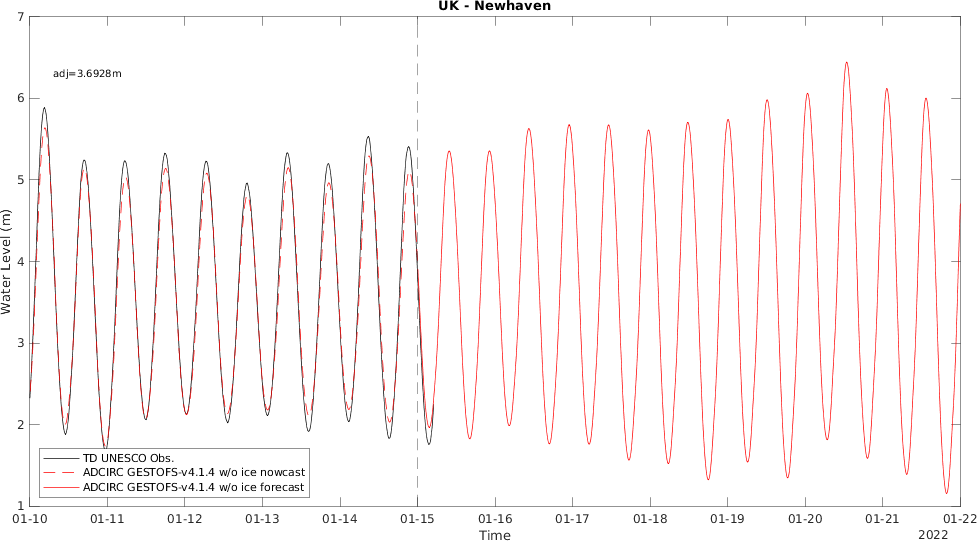 UK - Newhaven
7
adj=3.6928m
6
5
4
3
2
1
Water Level (m)
TD UNESCO Obs.
ADCIRC GESTOFS-v4.1.4 w/o ice nowcast
ADCIRC GESTOFS-v4.1.4 w/o ice forecast
01-10 01-11 01-12 01-13 01-14 01-15 01-16 01-17 01-18 01-19 01-20 01-21 01-22
Time
2022